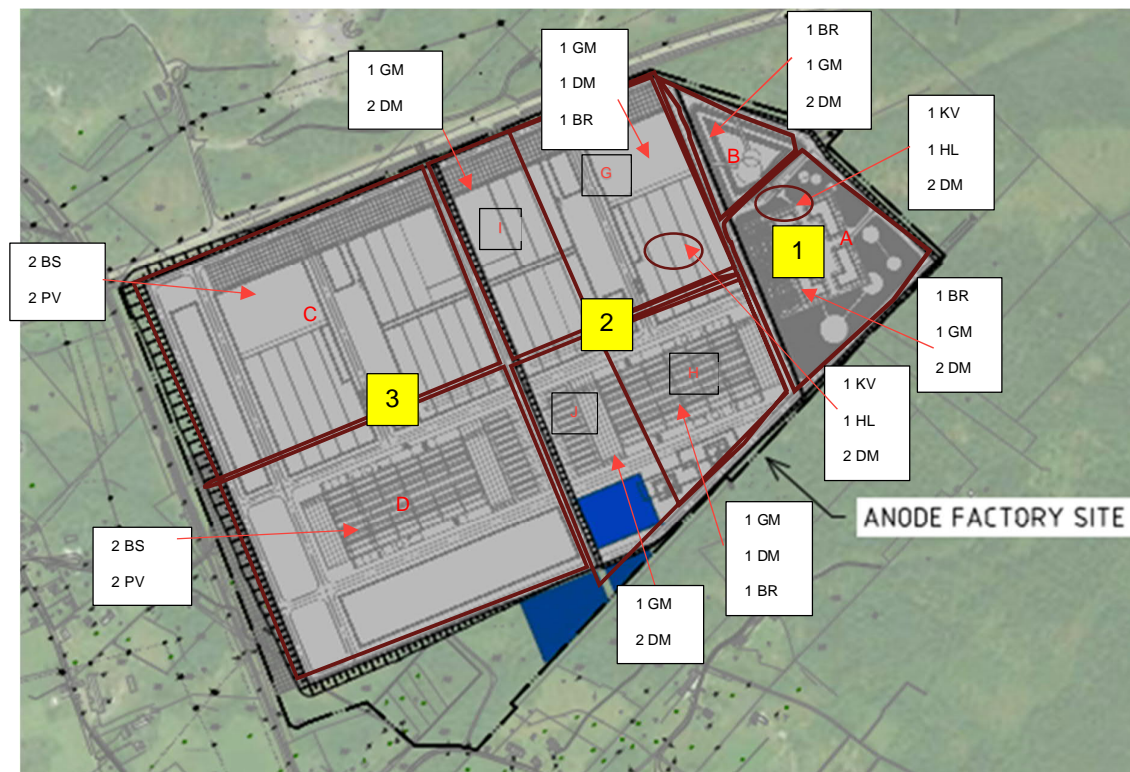 1 BR
1 GM
2 DM
1 GM
1 DM
1 BR
1 GM
2 DM
1 KV
1 HL
2 DM
B
G
I
A
1
2 BS
2 PV
C
2
1 BR
1 GM
2 DM
H
3
J
1 KV
1 HL
2 DM
D
ANODE FACTORY SITE
2 BS
2 PV
1 GM
1 DM
1 BR
1 GM
2 DM